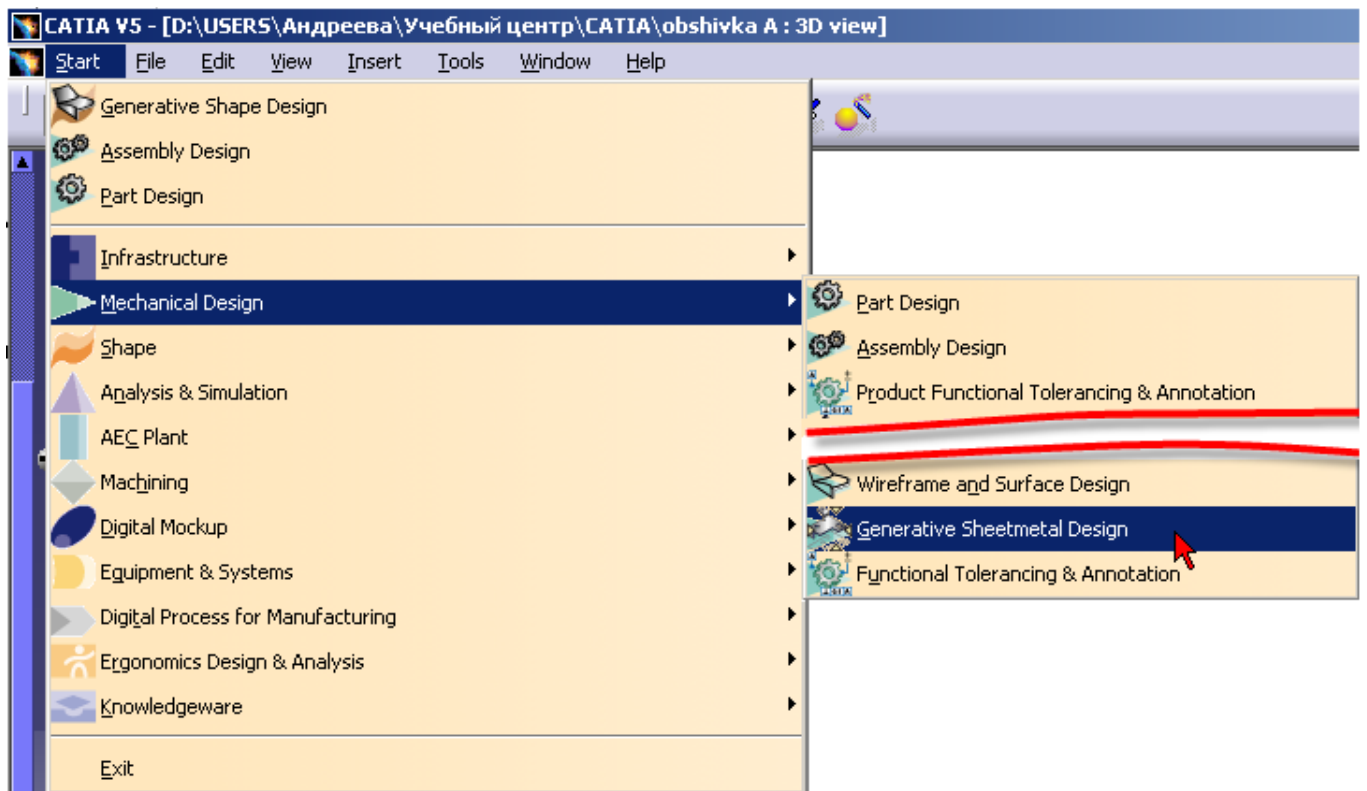 CATIA V5 - [D:\USERS\Андреева\Учебный центр\CATIA\obshivka A : 3D view]
Start File Edit View Insert Tools Window Help
Generative Shape Design
Assembly Design
Part Design
Infrastructure
Mechanical Design
Shape
Analysis & Simulation
AEC Plant
Machining
Digital Mockup
Equipment & Systems
Digital Process for Manufacturing
Ergonomics Design & Analysis
Knowledgeware
Exit
Part Design
Assembly Design
Product Functional Tolerancing & Annotation
Wireframe and Surface Design
Generative Sheetmetal Design
Functional Tolerancing & Annotation